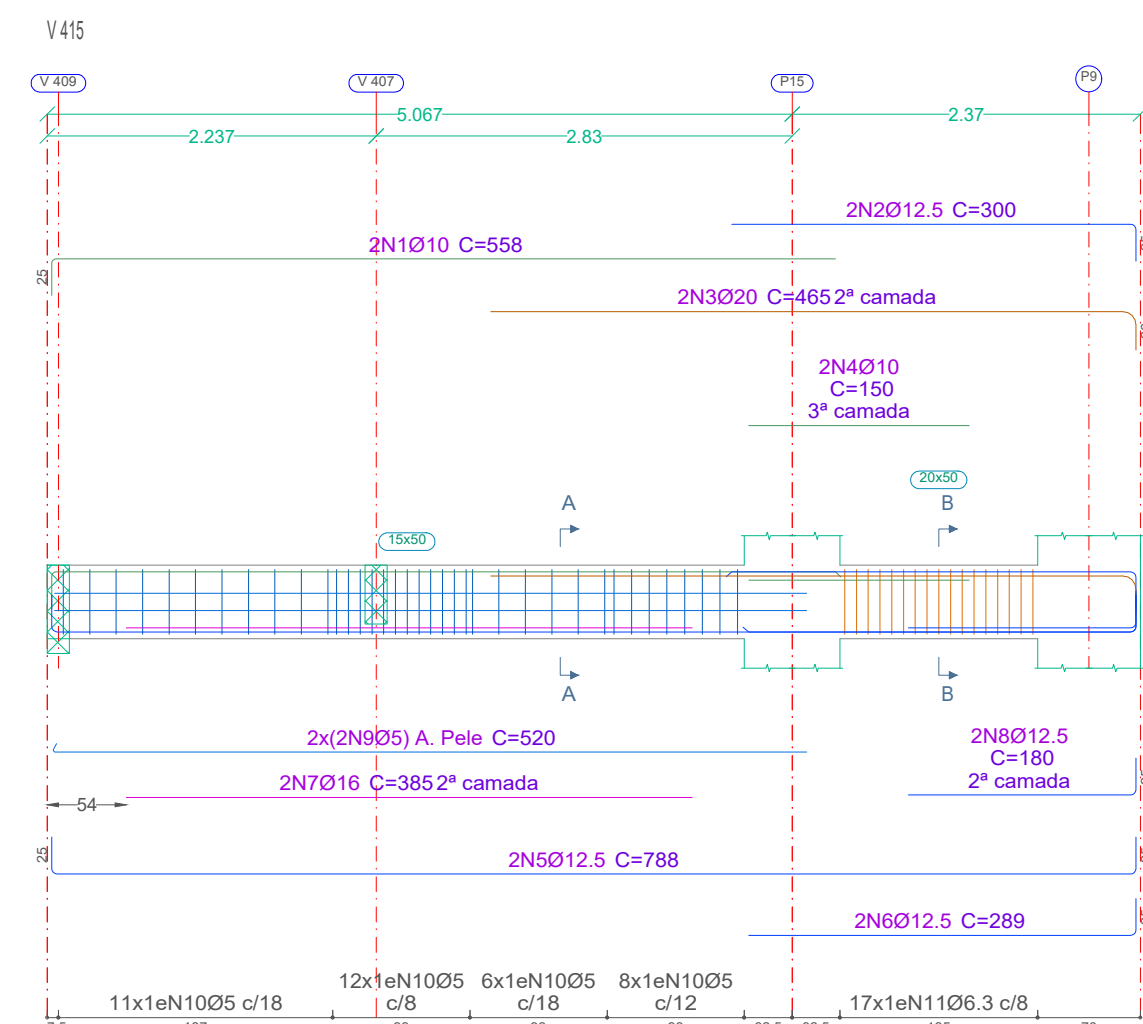 V 415
V 409
V 407
P15
P9
5.067
2.37
2.237
2.83
2N2Ø12.5 C=300
2N1Ø10 C=558
25
2N3Ø20 C=465 2ª camada
2N4Ø10
C=150
3ª camada
20x50
A
B
15x50
A
B
2x(2N9Ø5) A. Pele C=520
2N8Ø12.5
C=180
2ª camada
2N7Ø16 C=385 2ª camada
54
25
2N5Ø12.5 C=788
2N6Ø12.5 C=289
11x1eN10Ø5 c/18
12x1eN10Ø5
c/8
6x1eN10Ø5
c/18
8x1eN10Ø5
c/12
17x1eN11Ø6.3 c/8